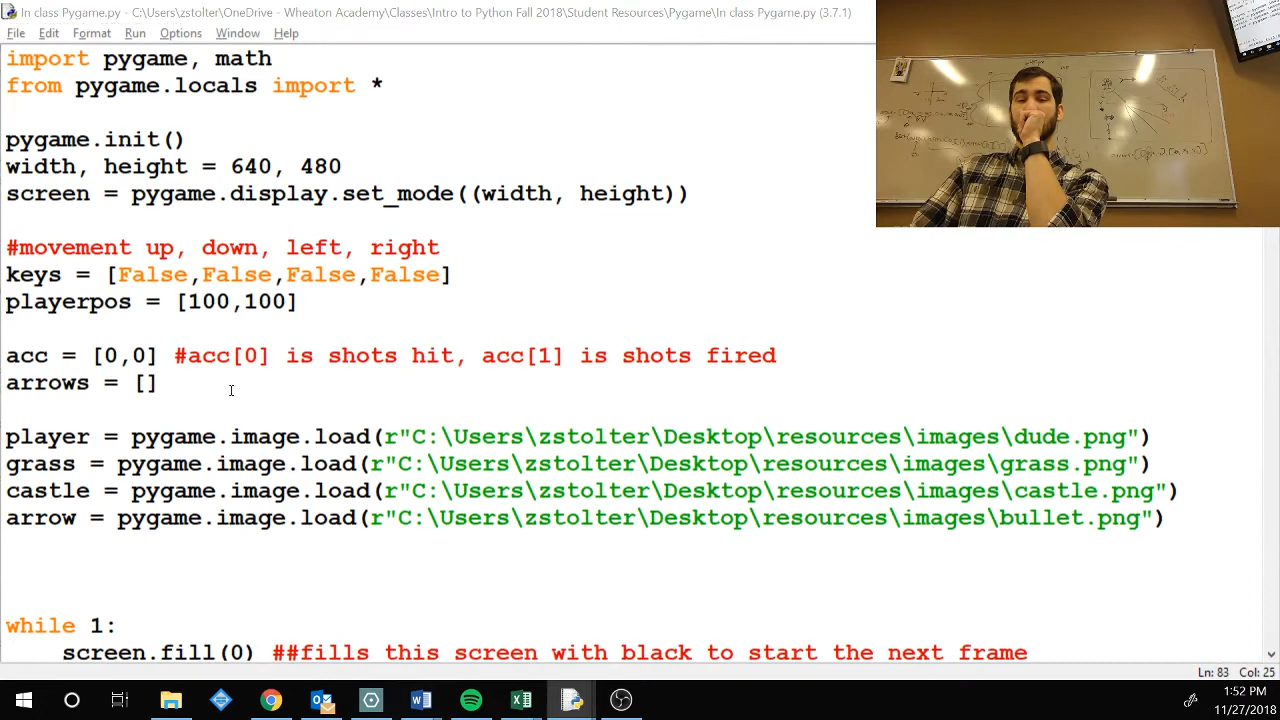 In class Pygame.py - C:\Users\zstolter\OneDrive - Wheaton Academy\Classes\Intro to Python Fall 2018\Student Resources\Pygame\In class Pygame.py (3.7.1)
File Edit Format Run Options Window Help
import pygame, math
from pygame.locals import *
pygame.init()
width, height = 640, 480
screen = pygame.display.set_mode((width, height))
#movement up, down, left, right
keys = [False,False,False,False]
playerpos = [100,100]
acc = [0,0] #acc[0] is shots hit, acc[1] is shots fired
arrows = []
player = pygame.image.load(r"C:\Users\zstolter\Desktop\resources\images\dude.png")
grass = pygame.image.load(r"C:\Users\zstolter\Desktop\resources\images\grass.png")
castle = pygame.image.load(r"C:\Users\zstolter\Desktop\resources\images\castle.png")
arrow = pygame.image.load(r"C:\Users\zstolter\Desktop\resources\images\bullet.png")
while 1:
screen.fill(0) ##fills this screen with black to start the next frame
Ln: 83 Col: 25
1:52 PM
11/27/2018